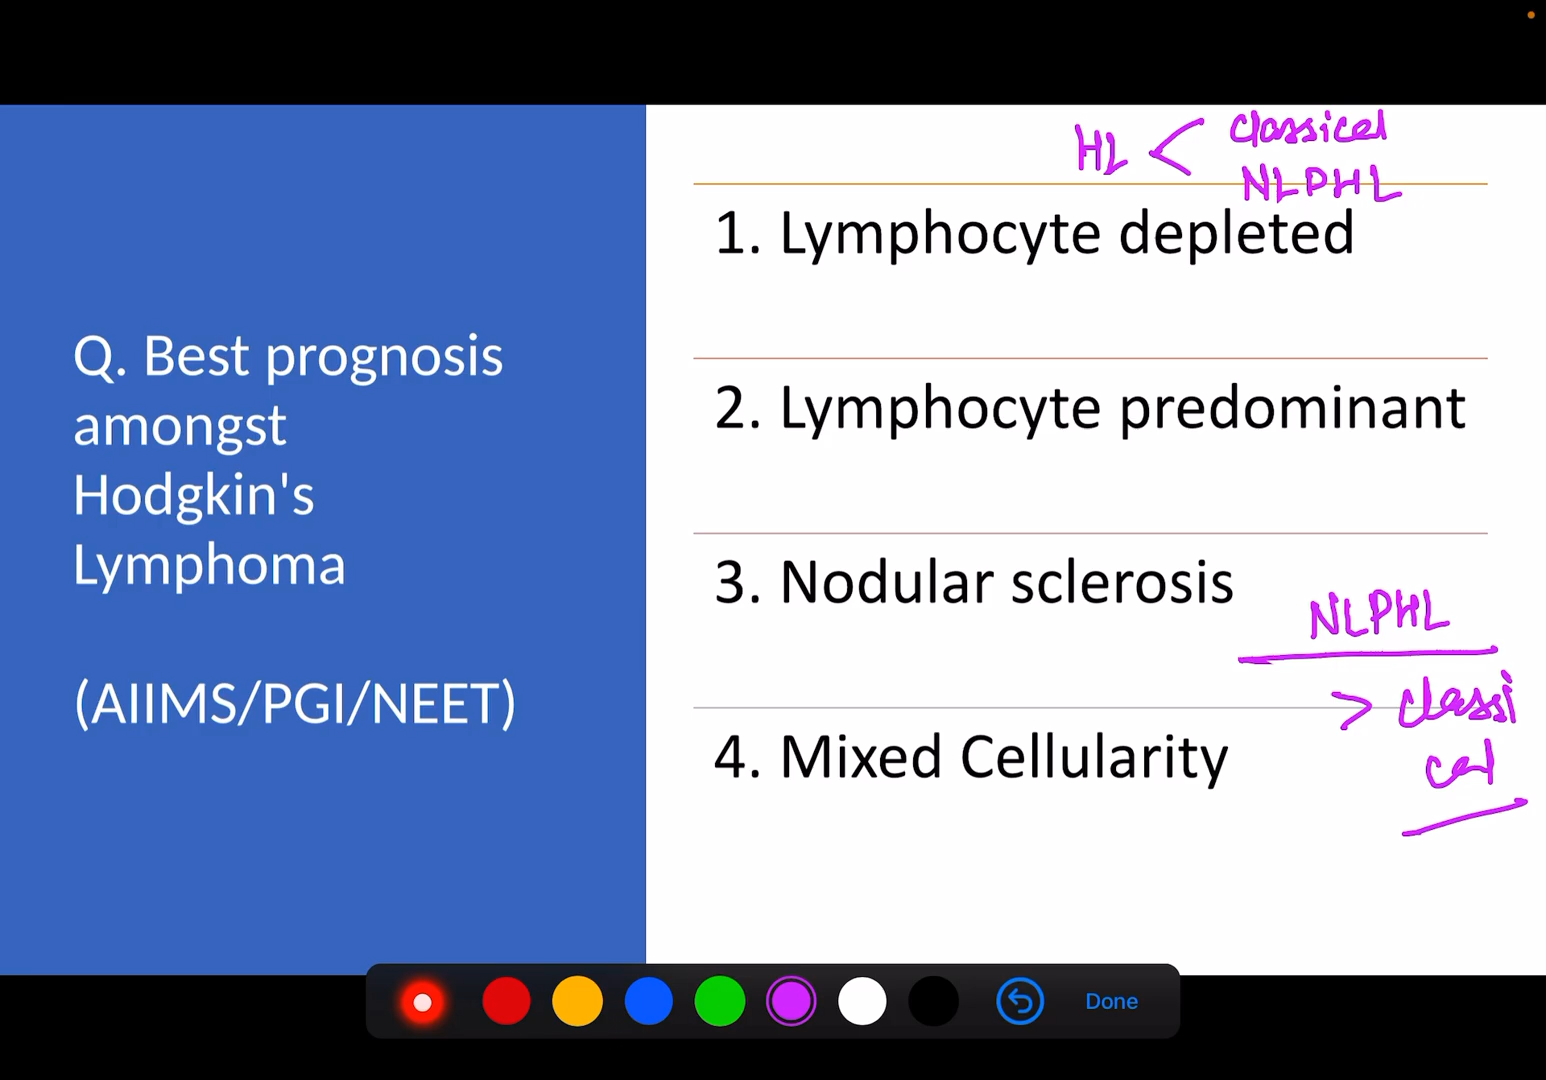 Q. Best prognosis
amongst
Hodgkin's
Lymphoma
(AIIMS/PGI/NEET)
HL < classical
NLPHL
1. Lymphocyte depleted
2. Lymphocyte predominant
3. Nodular sclerosis
NLPHL
> classi
cal
4. Mixed Cellularity
Done